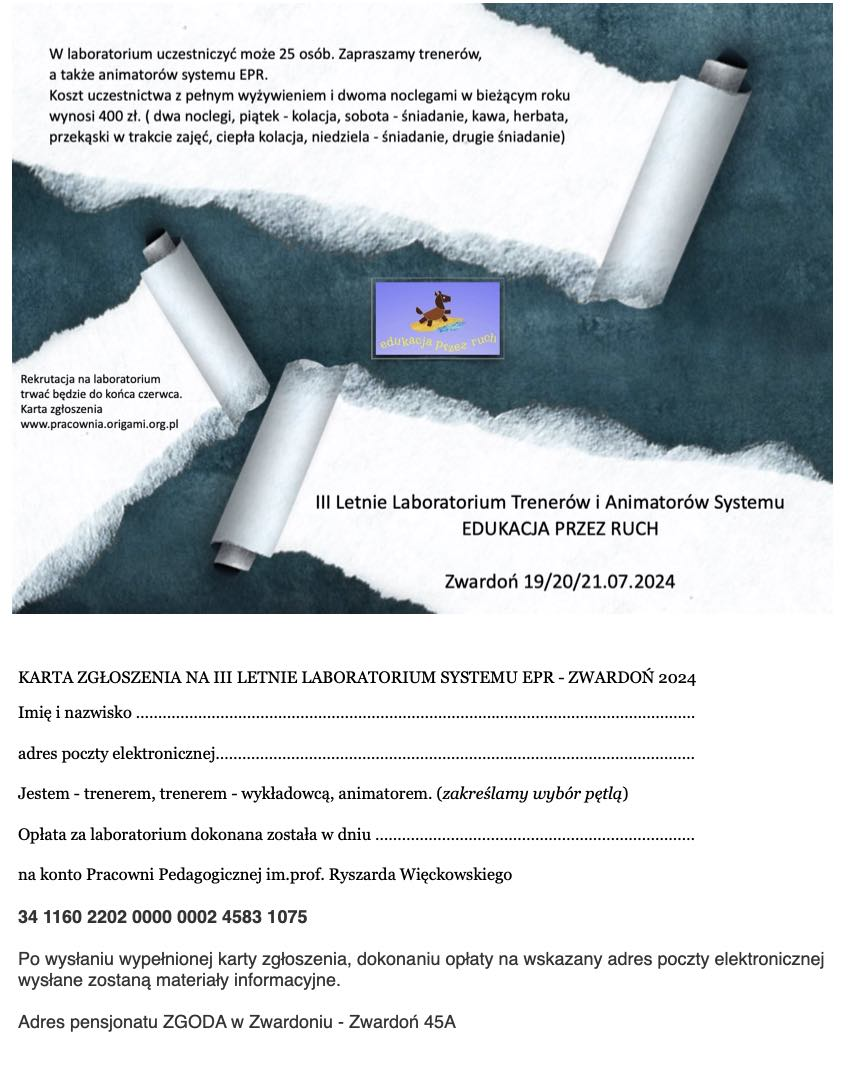 W laboratorium uczestniczyć może 25 osób. Zapraszamy trenerów,
a także animatorów systemu EPR.
Koszt uczestnictwa z pełnym wyżywieniem i dwoma noclegami w bieżącym roku
wynosi 400 zł. ( dwa noclegi, piątek - kolacja, sobota - śniadanie, kawa, herbata,
przekąski w trakcie zajęć, ciepła kolacja, niedziela - śniadanie, drugie śniadanie)
edukacja przez ruch
Rekrutacja na laboratorium
trwać będzie do końca czerwca.
Karta zgłoszenia
www.pracownia.origami.org.pl
III Letnie Laboratorium Trenerów i Animatorów Systemu
EDUKACJA PRZEZ RUCH
Zwardoń 19/20/21.07.2024
KARTA ZGŁOSZENIA NA III LETNIE LABORATORIUM SYSTEMU EPR - ZWARDOŃ 2024
Imię i nazwisko ..............................................................................................................................
adres poczty elektronicznej............................................................................................................
Jestem - trenerem, trenerem - wykładowcą, animatorem. (zakreślamy wybór pętlą)
Opłata za laboratorium dokonana została w dniu ........................................................................
na konto Pracowni Pedagogicznej im.prof. Ryszarda Więckowskiego
34 1160 2202 0000 0002 4583 1075
Po wysłaniu wypełnionej karty zgłoszenia, dokonaniu opłaty na wskazany adres poczty elektronicznej
wysłane zostaną materiały informacyjne.
Adres pensjonatu ZGODA w Zwardoniu - Zwardoń 45A